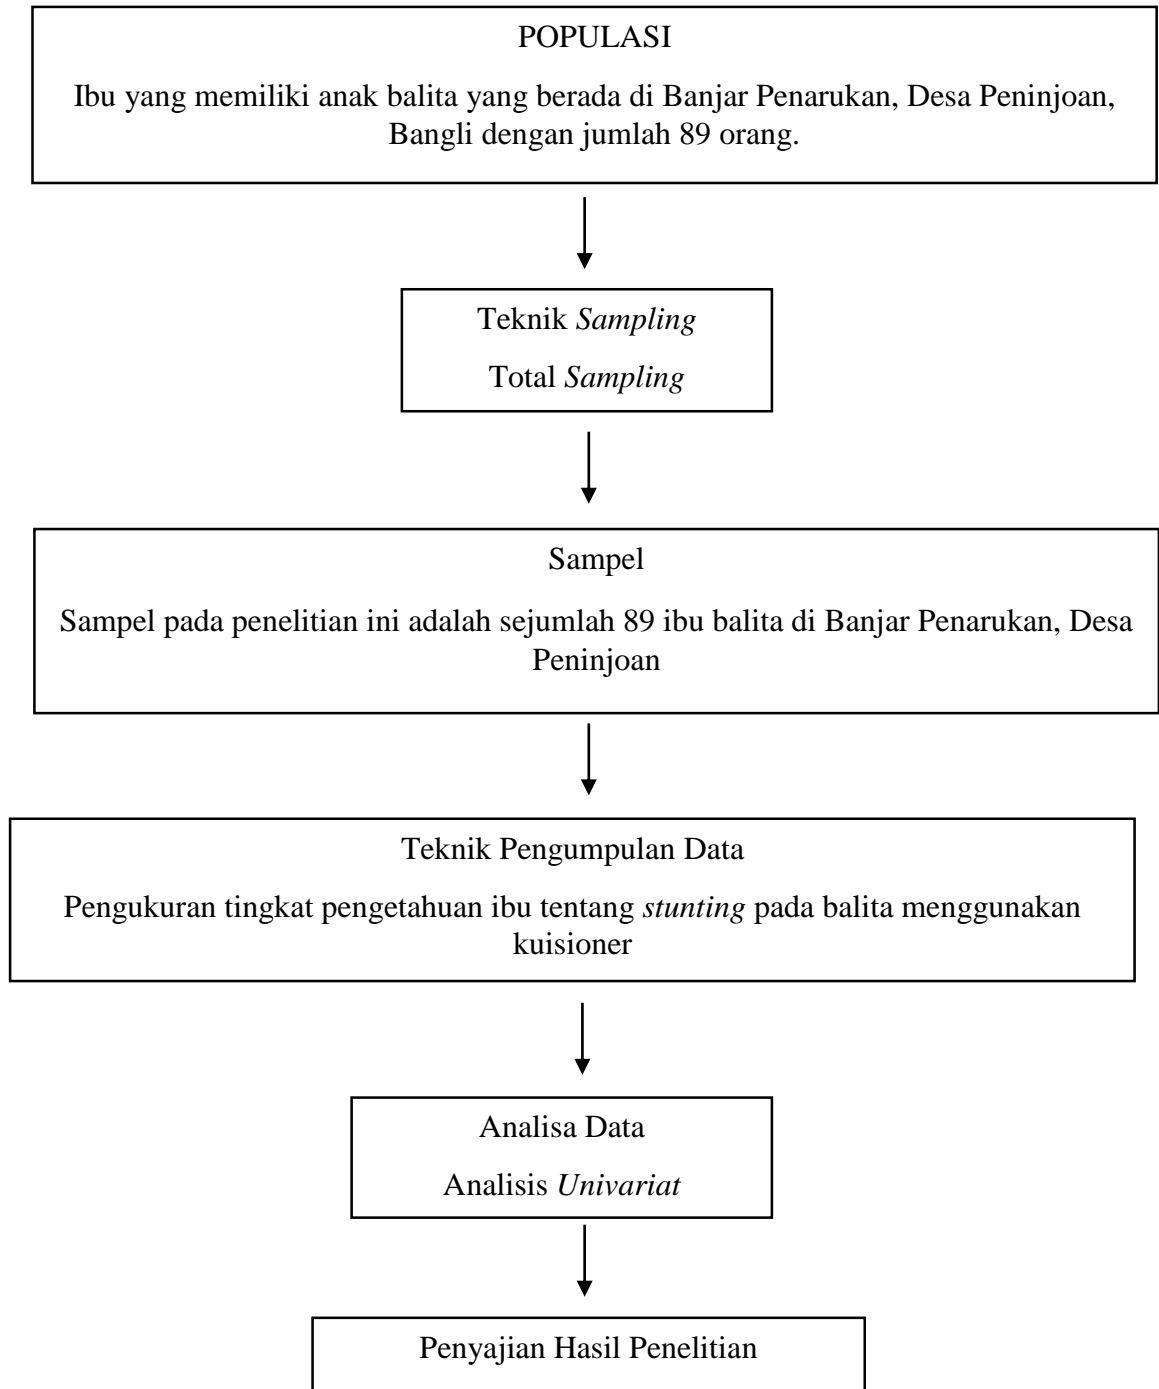 POPULASI
Ibu yang memiliki anak balita yang berada di Banjar Penarukan, Desa Peninjoan,
Bangli dengan jumlah 89 orang.
Teknik Sampling
Total Sampling
Sampel
Sampel pada penelitian ini adalah sejumlah 89 ibu balita di Banjar Penarukan, Desa
Peninjoan
Teknik Pengumpulan Data
Pengukuran tingkat pengetahuan ibu tentang stunting pada balita menggunakan
kuisioner
Analisa Data
Analisis Univariat
Penyajian Hasil Penelitian